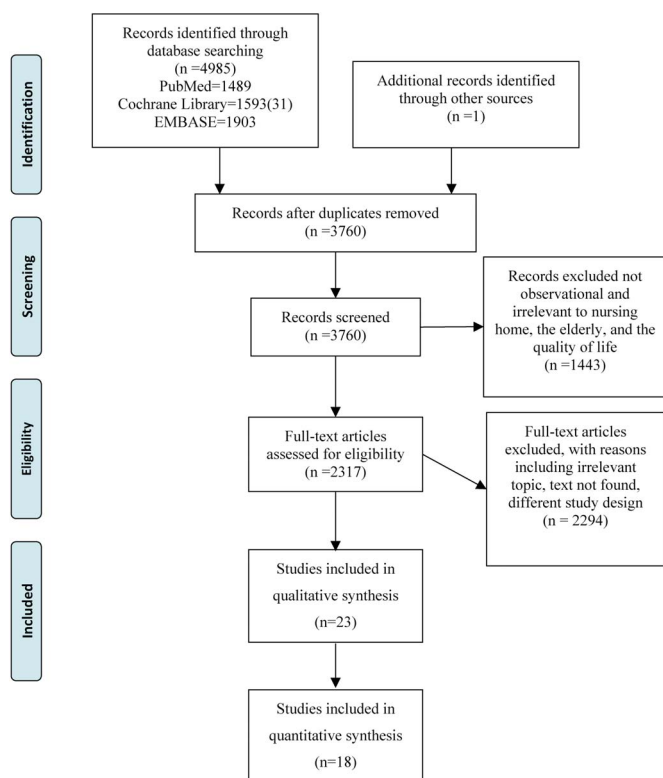 Identification
Records identified through
database searching
(n =4985)
PubMed=1489
Cochrane Library=1593(31)
EMBASE=1903
Additional records identified
through other sources
(n =1)
Records after duplicates removed
(n =3760)
Screening
Records screened
(n =3760)
Records excluded not
observational and
irrelevant to nursing
home, the elderly, and the
quality of life
(n =1443)
Eligibility
Full-text articles
assessed for eligibility
(n =2317)
Full-text articles
excluded, with reasons
including irrelevant
topic, text not found,
different study design
(n = 2294)
Included
Studies included in
qualitative synthesis
(n=23)
Studies included in
quantitative synthesis
(n=18)